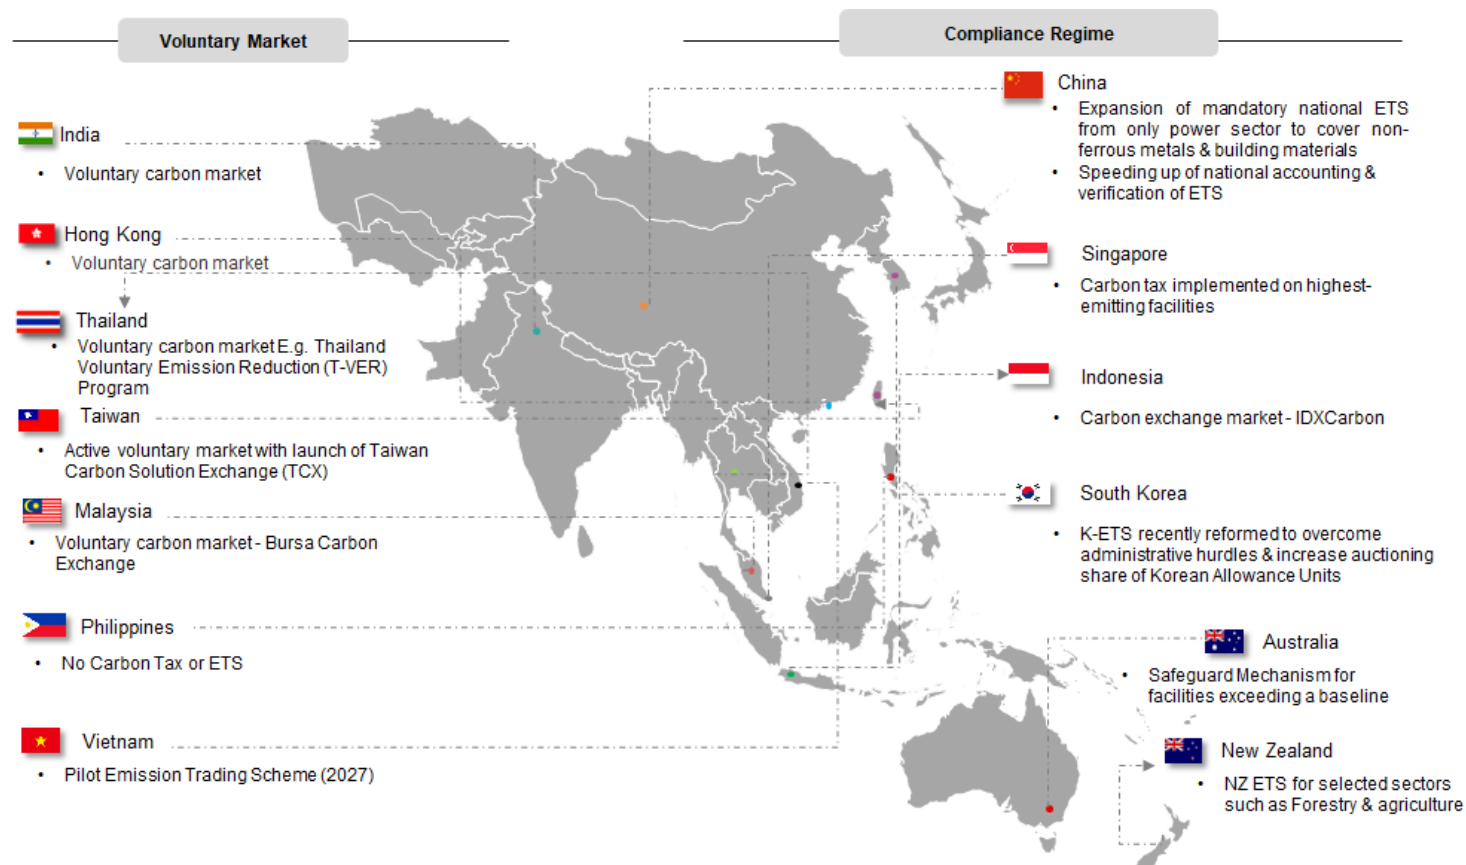 Voluntary Market
India
• Voluntary carbon market
Hong Kong
• Voluntary carbon market
Thailand
• Voluntary carbon market E.g. Thailand
Voluntary Emission Reduction (T-VER)
Program
Taiwan
• Active voluntary market with launch of Taiwan
Carbon Solution Exchange (TCX)
Malaysia
• Voluntary carbon market - Bursa Carbon
Exchange
Philippines
• No Carbon Tax or ETS
Vietnam
• Pilot Emission Trading Scheme (2027)
Compliance Regime
China
• Expansion of mandatory national ETS
from only power sector to cover non-
ferrous metals & building materials
• Speeding up of national accounting &
verification of ETS
Singapore
• Carbon tax implemented on highest-
emitting facilities
Indonesia
• Carbon exchange market - IDXCarbon
South Korea
• K-ETS recently reformed to overcome
administrative hurdles & increase auctioning
share of Korean Allowance Units
Australia
• Safeguard Mechanism for
facilities exceeding a baseline
New Zealand
• NZ ETS for selected sectors
such as Forestry & agriculture